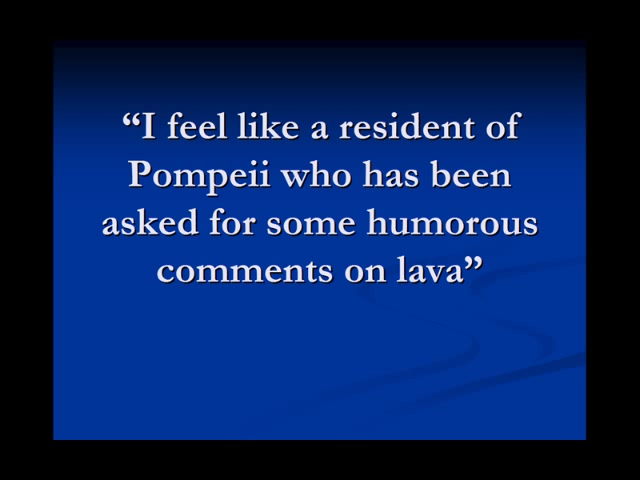 “I feel like a resident of
Pompeii who has been
asked for some humorous
comments on lava”